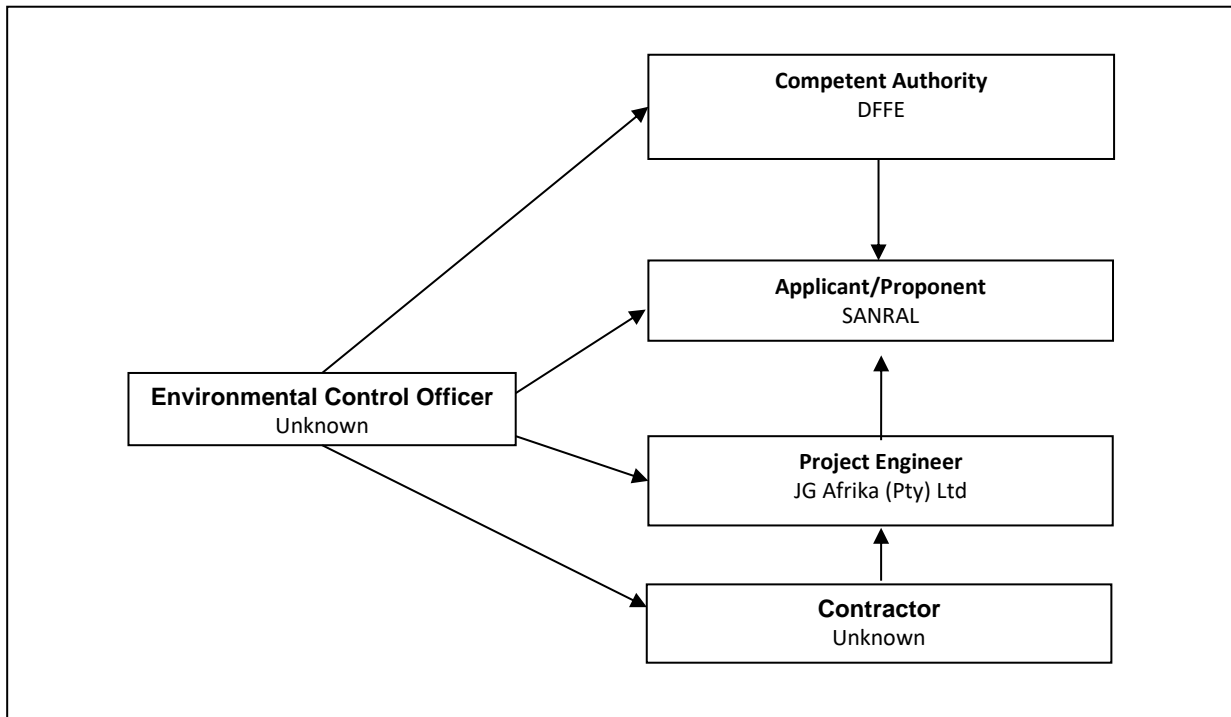 Competent Authority
DFFE
Applicant/Proponent
SANRAL
Environmental Control Officer
Unknown
Project Engineer
JG Afrika (Pty) Ltd
Contractor
Unknown